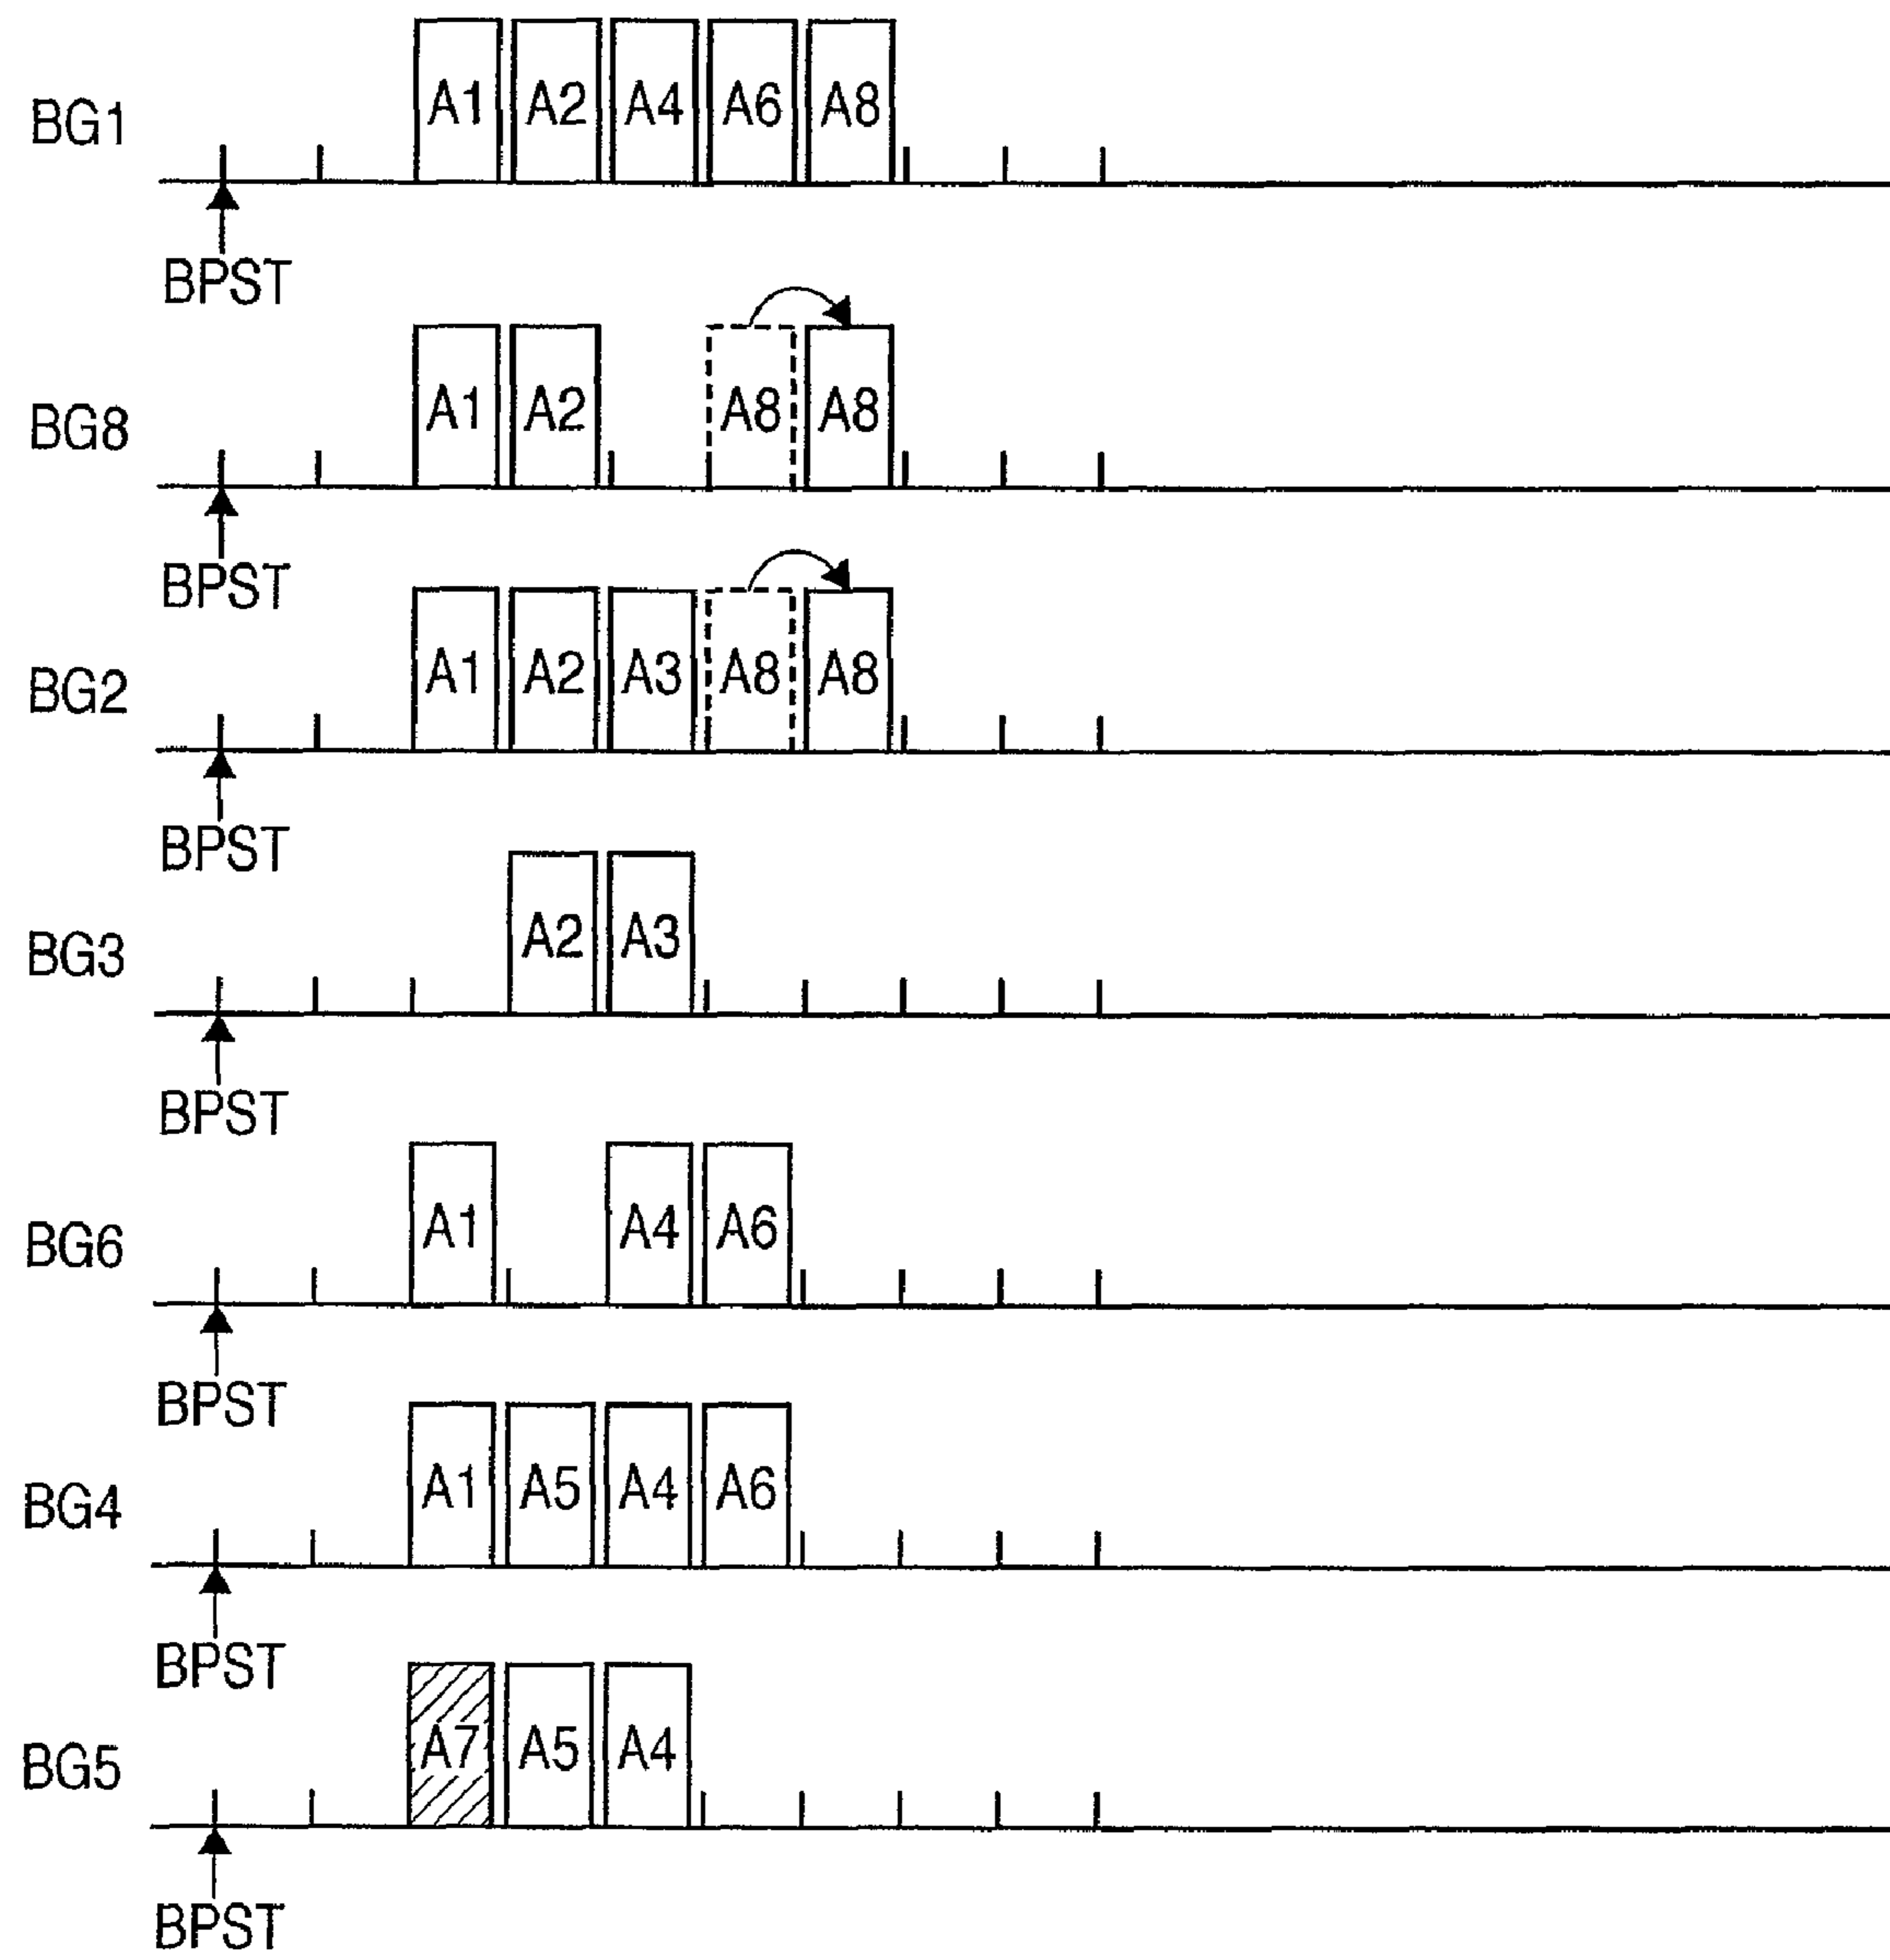 BG1 A1 A2 A4 A6 A8
BPST
BG8 A1 A2 A8 A8
BPST
BG2 A1 A2 A3 A8 A8
BPST
BG3 A2 A3
BPST
BG6 A1 A4 A6
BPST
BG4 A1 A5 A4 A6
BPST
BG5 A7 A5 A4
BPST